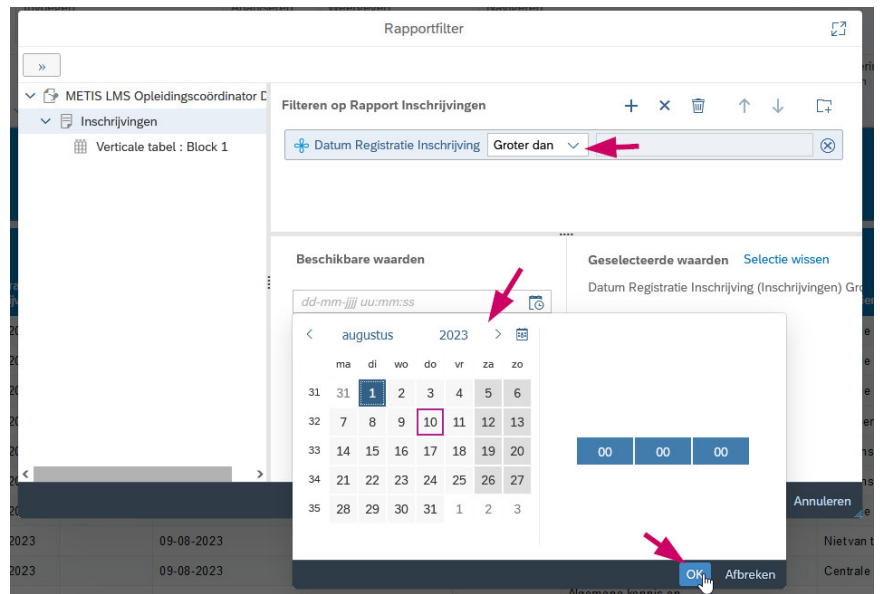 Rapportfilter
»
METIS LMS Opleidingscoördinator D
Inschrijvingen
Verticale tabel : Block 1
Filteren op Rapport Inschrijvingen
Datum Registratie Inschrijving Groter dan
Beschikbare waarden
dd-mm-jjjj uu:mm:ss
Geselecteerde waarden Selectie wissen
Datum Registratie Inschrijving (Inschrijvingen) Gro
augustus 2023
ma di wo do vr za zo
31 31 1 2 3 4 5 6
32 7 8 9 10 11 12 13
33 14 15 16 17 18 19 20
34 21 22 23 24 25 26 27
35 28 29 30 31 1 2 3
00 00 00
OK Afbreken
Annuleren
2023 09-08-2023 Niet van t
2023 09-08-2023 Centrale
Algemene kennis en